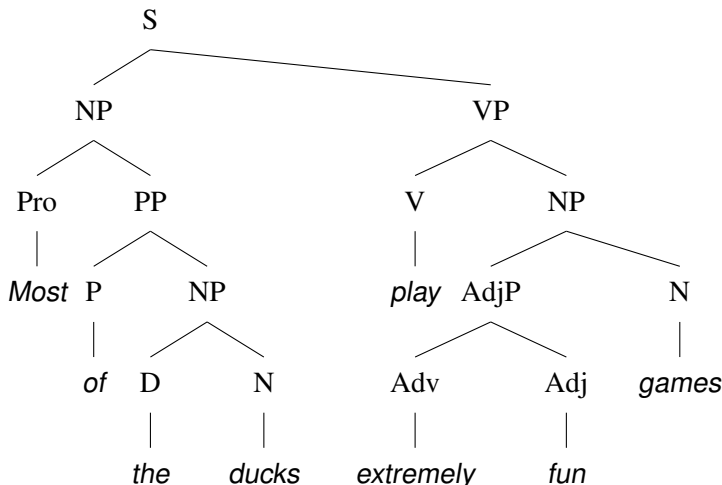 S
NP VP
Pro PP V NP
Most P NP play AdjP N
of D N Adv Adj games
the ducks extremely fun